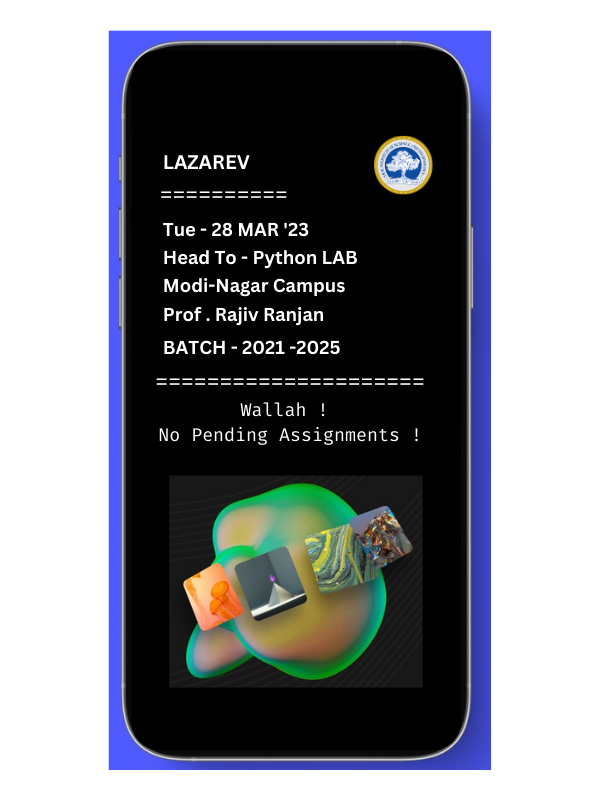 LAZAREV
==========
Tue - 28 MAR '23
Head To - Python LAB
Modi-Nagar Campus
Prof . Rajiv Ranjan
BATCH - 2021 -2025
======================
Wallah !
No Pending Assignments !